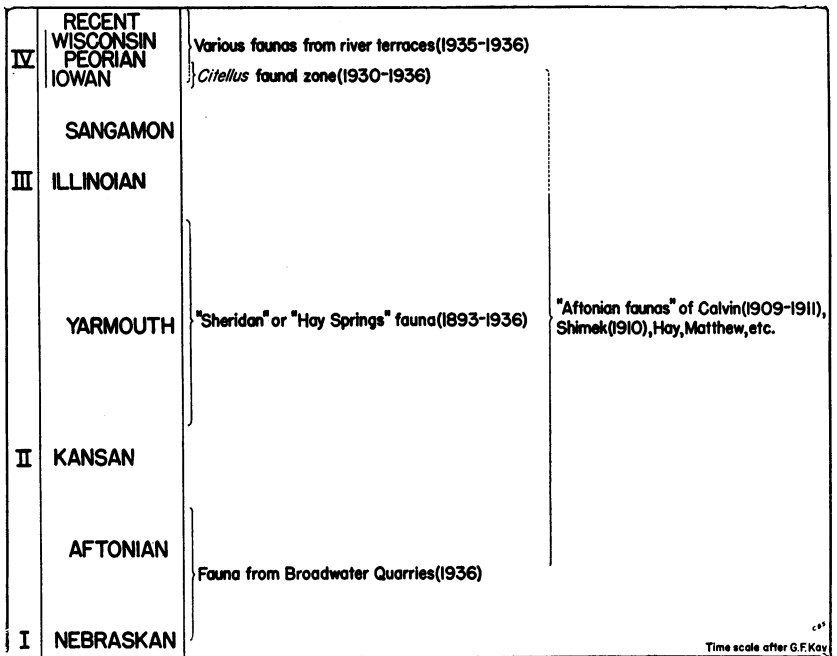 RECENT
WISCONSIN
PEORIAN
IV IOWAN
Various faunas from river terraces(1935-1936)
Citellus faunal zone(1930-1936)
SANGAMON
III ILLINOIAN
YARMOUTH
"Sheridan" or "Hay Springs" fauna(1893-1936)
"Aftonian faunas" of Calvin(1909-1911),
Shimek(1910),Hay,Matthew,etc.
II KANSAN
AFTONIAN
Fauna from Broadwater Quarries(1936)
I NEBRASKAN
CBS
Time scale after G.F.Kay